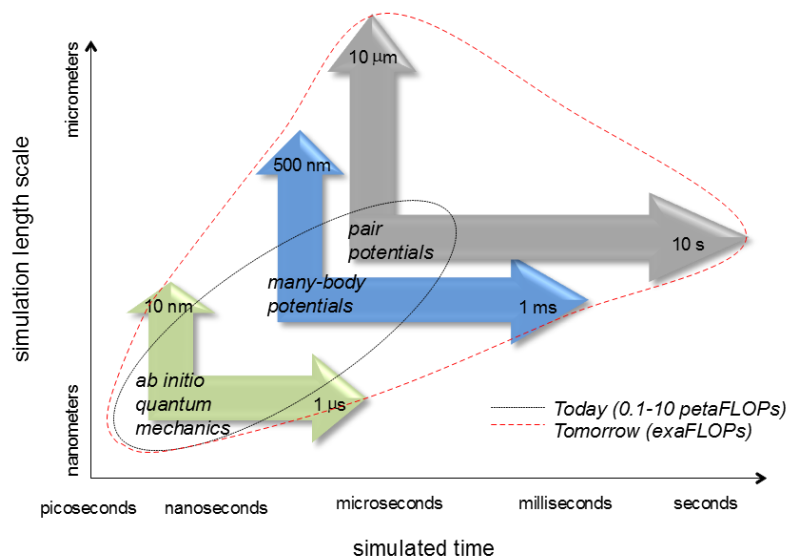 10 μm
micrometers
500 nm
simulation length scale
pair
potentials
10 s
many-body
potentials
10 nm
1 ms
ab initio
quantum
mechanics
1 μs
nanometers
Today (0.1-10 petaFLOPs)
Tomorrow (exaFLOPs)
picoseconds
nanoseconds
microseconds
milliseconds
seconds
simulated time